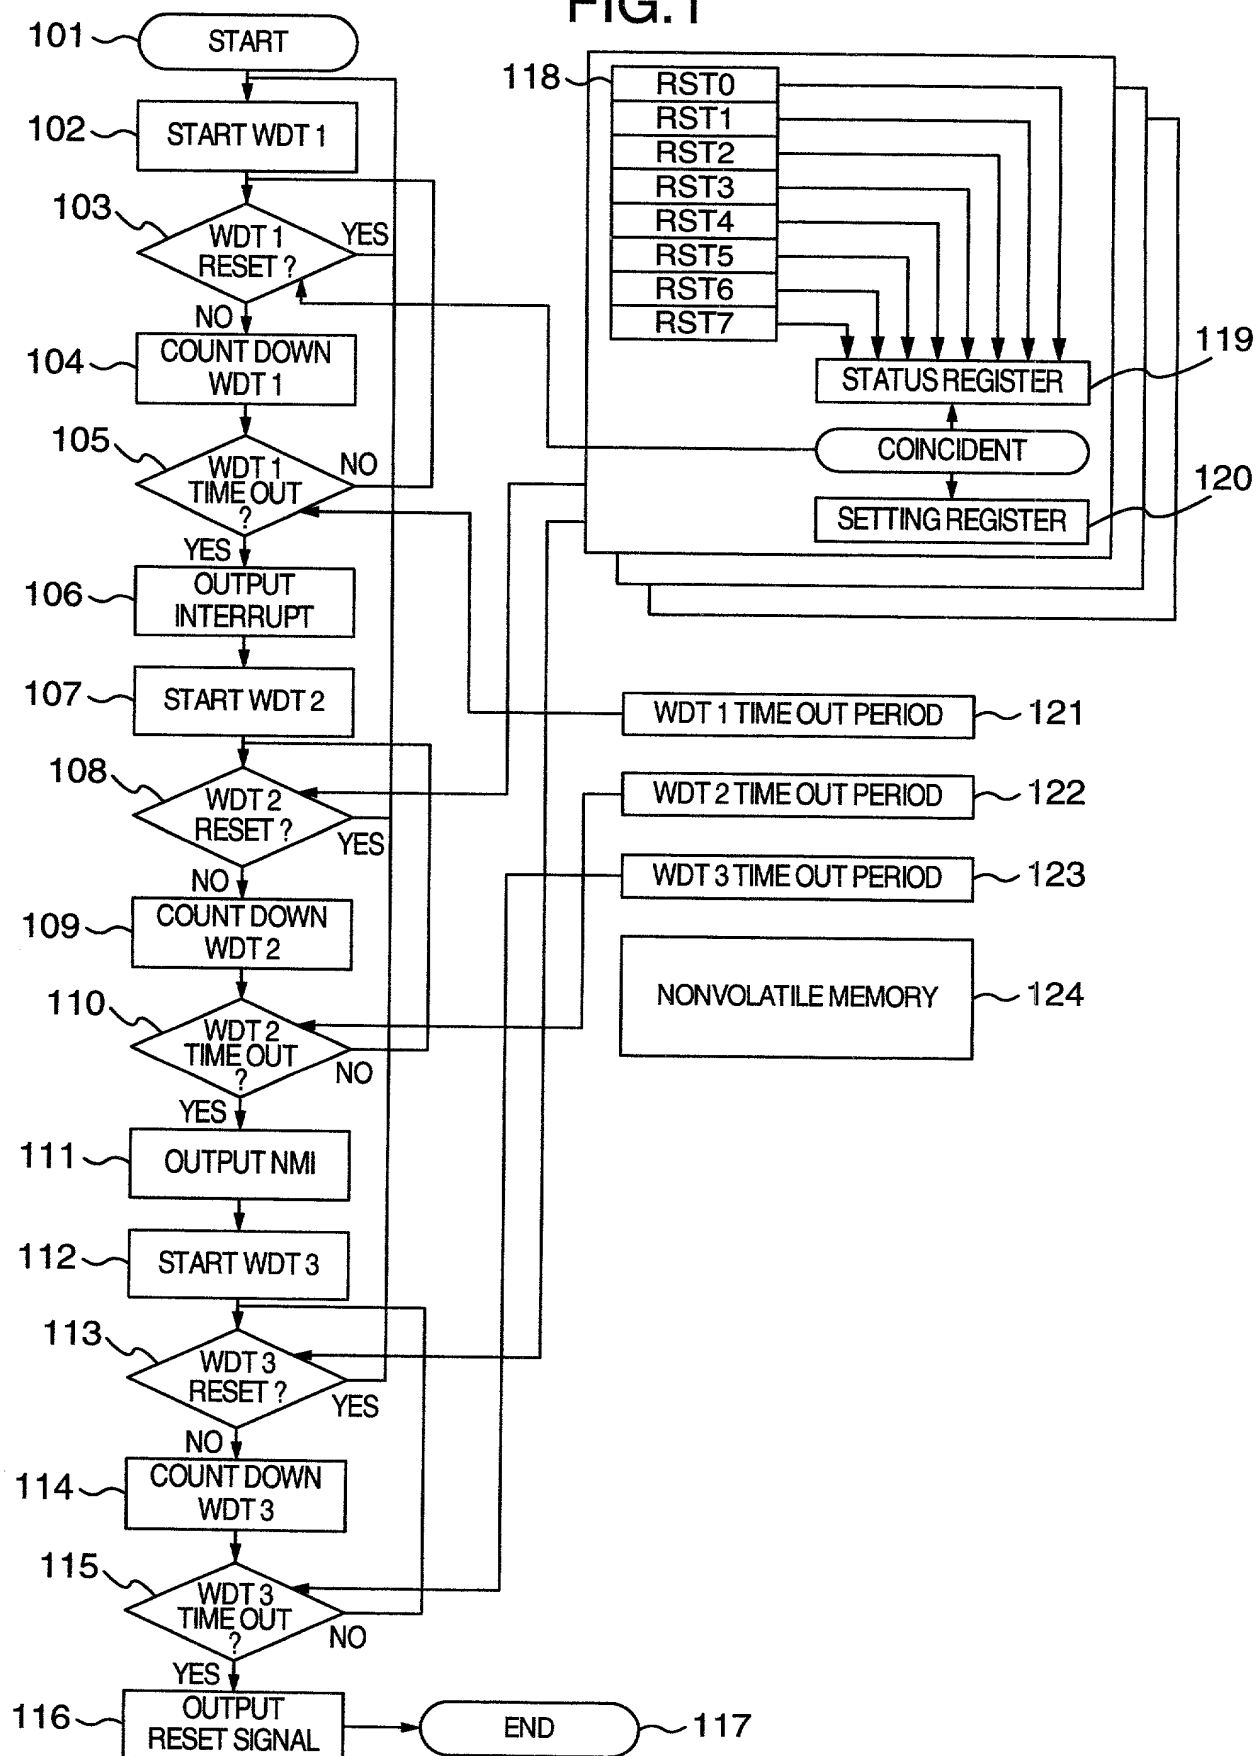 FIG.1
101
START
102
START WDT 1
103
WDT 1
RESET ?
YES
NO
104
COUNT DOWN
WDT 1
105
WDT 1
TIME OUT
?
NO
YES
106
OUTPUT
INTERRUPT
107
START WDT 2
108
WDT 2
RESET ?
YES
NO
109
COUNT DOWN
WDT 2
110
WDT 2
TIME OUT
?
NO
YES
111
OUTPUT NMI
112
START WDT 3
113
WDT 3
RESET ?
YES
NO
114
COUNT DOWN
WDT 3
115
WDT 3
TIME OUT
?
NO
YES
116
OUTPUT
RESET SIGNAL
END
117
118
RST0
RST1
RST2
RST3
RST4
RST5
RST6
RST7
STATUS REGISTER
119
COINCIDENT
SETTING REGISTER
120
WDT 1 TIME OUT PERIOD
121
WDT 2 TIME OUT PERIOD
122
WDT 3 TIME OUT PERIOD
123
NONVOLATILE MEMORY
124